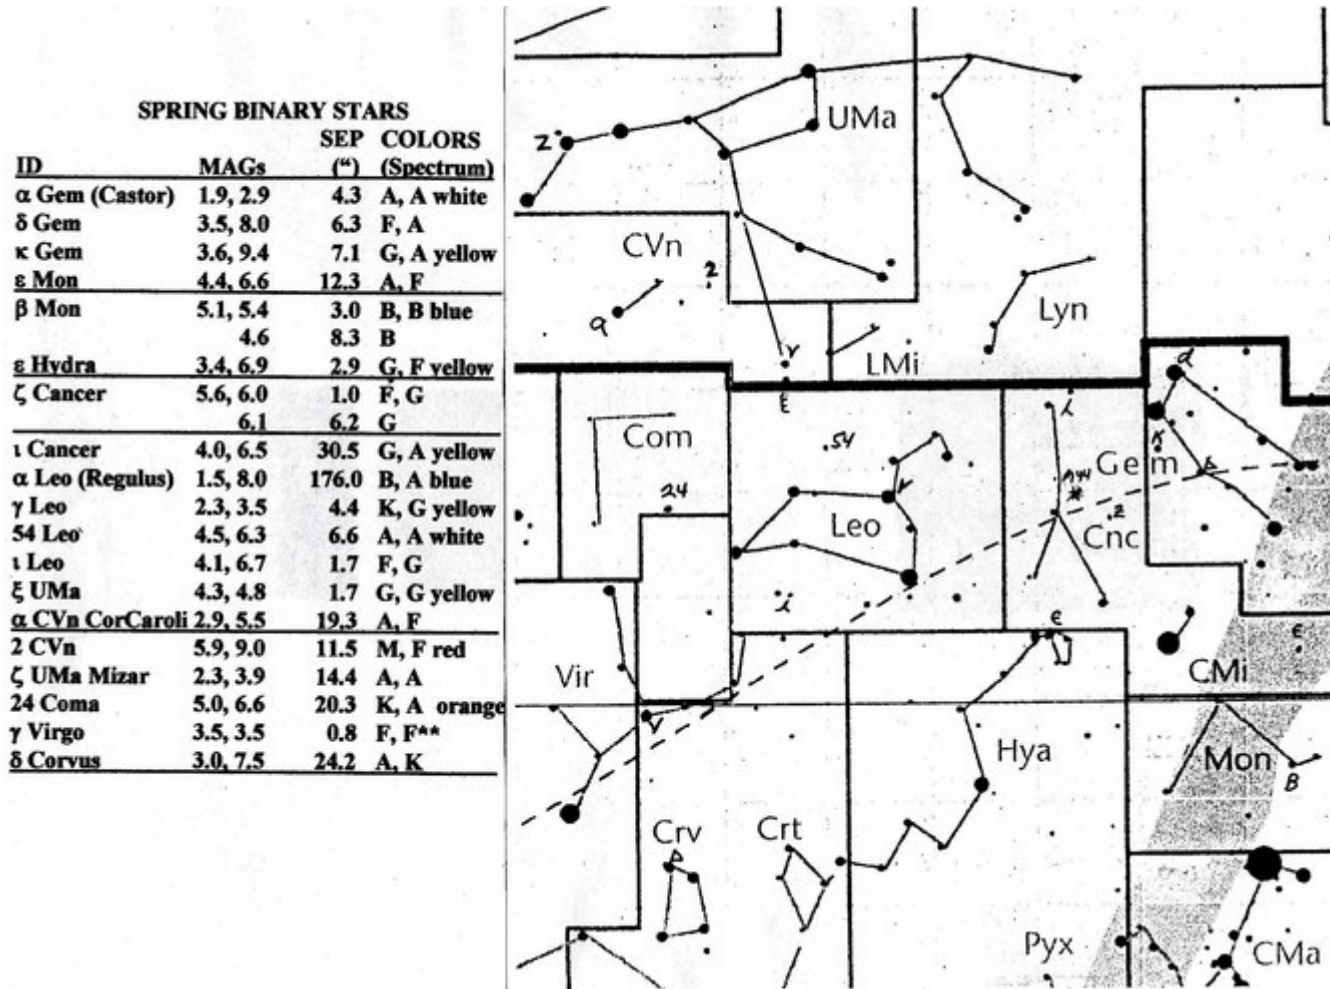 SPRING BINARY STARS
SEP COLORS
ID MAGs (") (Spectrum)
α Gem (Castor) 1.9, 2.9 4.3 A, A white
δ Gem 3.5, 8.0 6.3 F, A
κ Gem 3.6, 9.4 7.1 G, A yellow
ε Mon 4.4, 6.6 12.3 A, F
β Mon 5.1, 5.4 3.0 B, B blue
4.6 8.3 B
ε Hydra 3.4, 6.9 2.9 G, F yellow
ζ Cancer 5.6, 6.0 1.0 F, G
6.1 6.2 G
ι Cancer 4.0, 6.5 30.5 G, A yellow
α Leo (Regulus) 1.5, 8.0 176.0 B, A blue
γ Leo 2.3, 3.5 4.4 K, G yellow
54 Leo 4.5, 6.3 6.6 A, A white
ι Leo 4.1, 6.7 1.7 F, G
ξ UMa 4.3, 4.8 1.7 G, G yellow
α CVn CorCaroli 2.9, 5.5 19.3 A, F
2 CVn 5.9, 9.0 11.5 M, F red
ζ UMa Mizar 2.3, 3.9 14.4 A, A
24 Coma 5.0, 6.6 20.3 K, A orange
γ Virgo 3.5, 3.5 0.8 F, F**
δ Corvus 3.0, 7.5 24.2 A, K
UMa
Z
CVn
2
a
Lyn
LMi
ν
d
Com
54
K
Gem
24
Leo
2
Cnc
i
ε
ε
Vir
CMi
Hya
Mon
B
Crv
Crt
Pyx
CMa